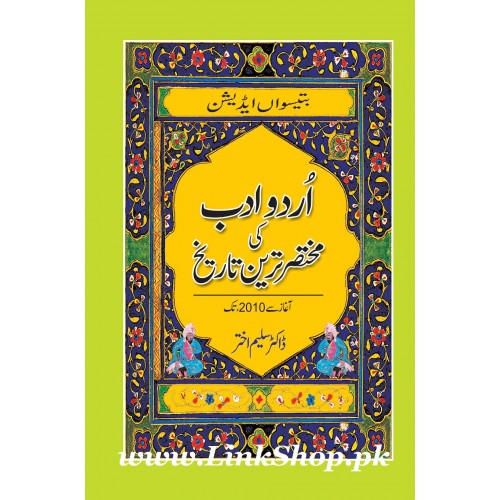 بتیسواں ایڈیشن
اُردو ادب
کی
مختصر ترین تاریخ
آغاز سے 2010ء تک
ڈاکٹر سلیم اختر
www.LinkShop.pk